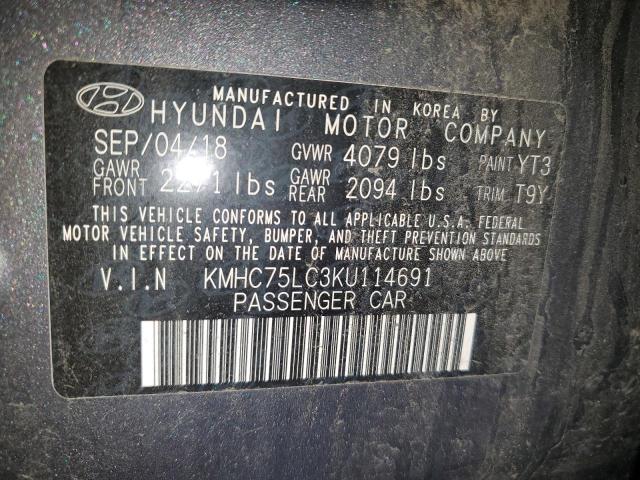 MANUFACTURED IN KOREA BY
HYUNDAI MOTOR COMPANY
SEP/04/18 GVWR 4079 lbs PAINT YT3
GAWR FRONT 2271 lbs GAWR REAR 2094 lbs TRIM T9Y
THIS VEHICLE CONFORMS TO ALL APPLICABLE U.S.A. FEDERAL
MOTOR VEHICLE SAFETY, BUMPER, AND THEFT PREVENTION STANDARDS
IN EFFECT ON THE DATE OF MANUFACTURE SHOWN ABOVE
V.I.N KMHC75LC3KU114691
PASSENGER CAR